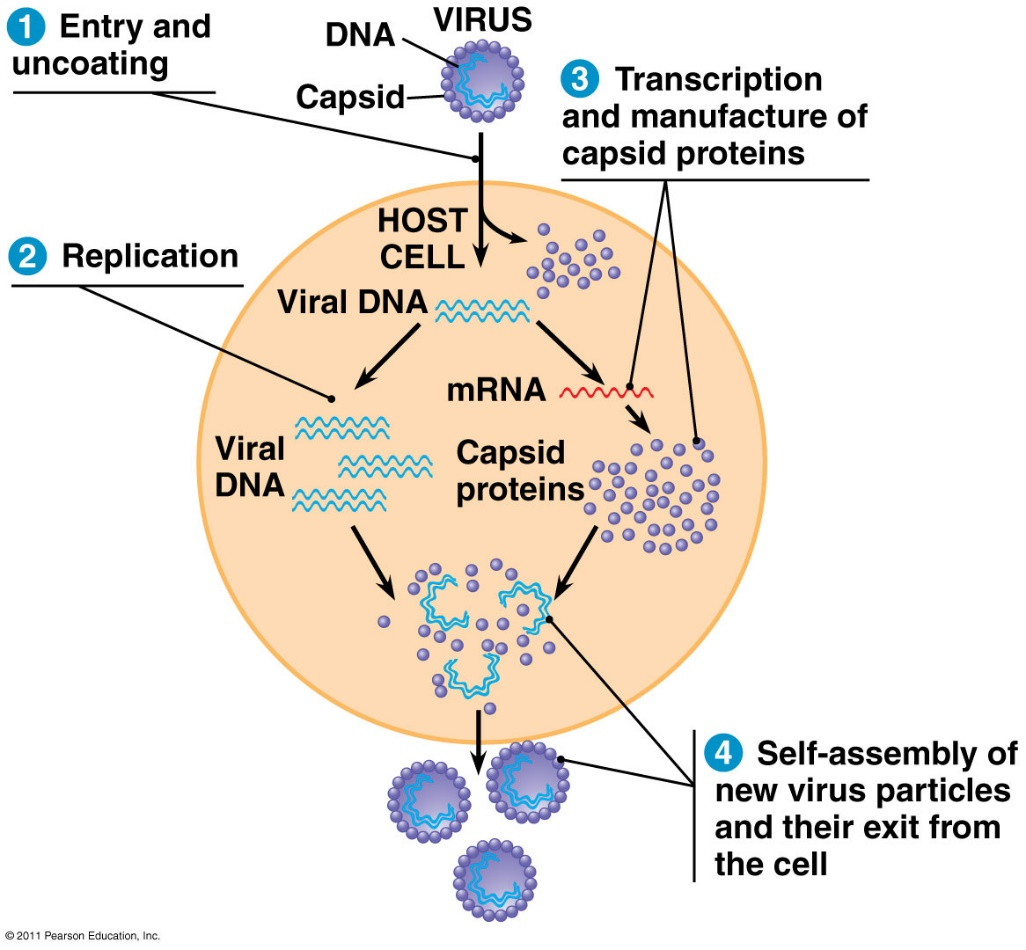 1 Entry and
uncoating
DNA
VIRUS
Capsid
3 Transcription
and manufacture of
capsid proteins
HOST
CELL
2 Replication
Viral DNA
mRNA
Viral
DNA
Capsid
proteins
4 Self-assembly of
new virus particles
and their exit from
the cell
© 2011 Pearson Education, Inc.